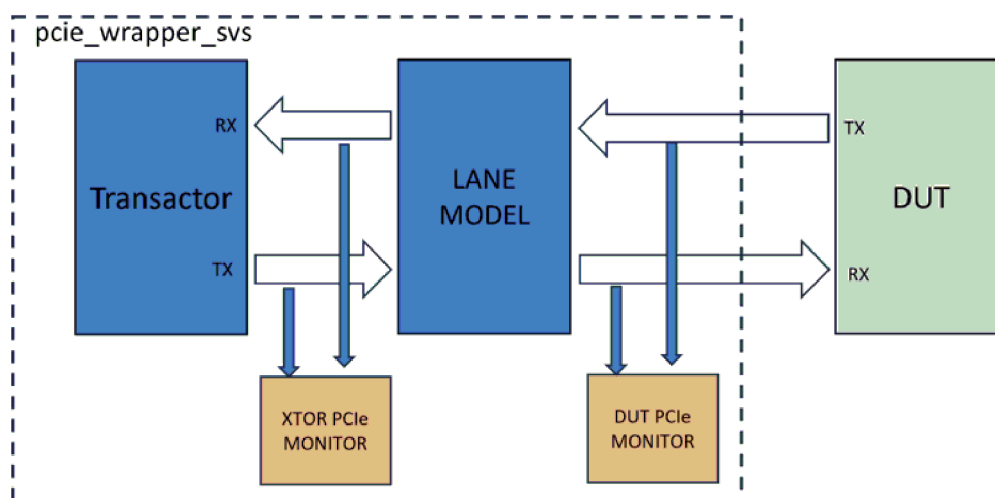 pcie_wrapper_svs
RX
TX
Transactor
LANE
MODEL
DUT
TX
RX
XTOR PCIe
MONITOR
DUT PCIe
MONITOR